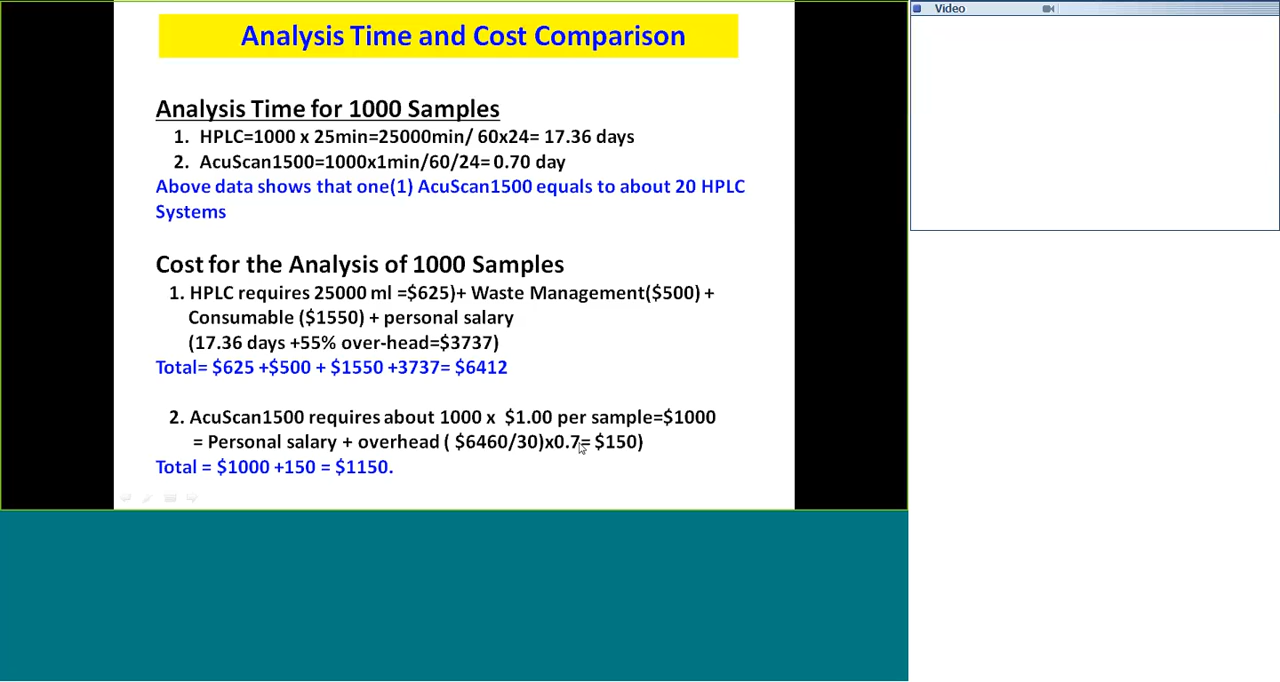 Analysis Time and Cost Comparison
Video
Analysis Time for 1000 Samples
1. HPLC=1000 x 25min=25000min/ 60x24= 17.36 days
2. AcuScan1500=1000x1min/60/24= 0.70 day
Above data shows that one(1) AcuScan1500 equals to about 20 HPLC
Systems
Cost for the Analysis of 1000 Samples
1. HPLC requires 25000 ml =$625)+ Waste Management($500) +
Consumable ($1550) + personal salary
(17.36 days +55% over-head=$3737)
Total= $625 +$500 + $1550 +3737= $6412
2. AcuScan1500 requires about 1000 x $1.00 per sample=$1000
= Personal salary + overhead ( $6460/30)x0.7= $150)
Total = $1000 +150 = $1150.